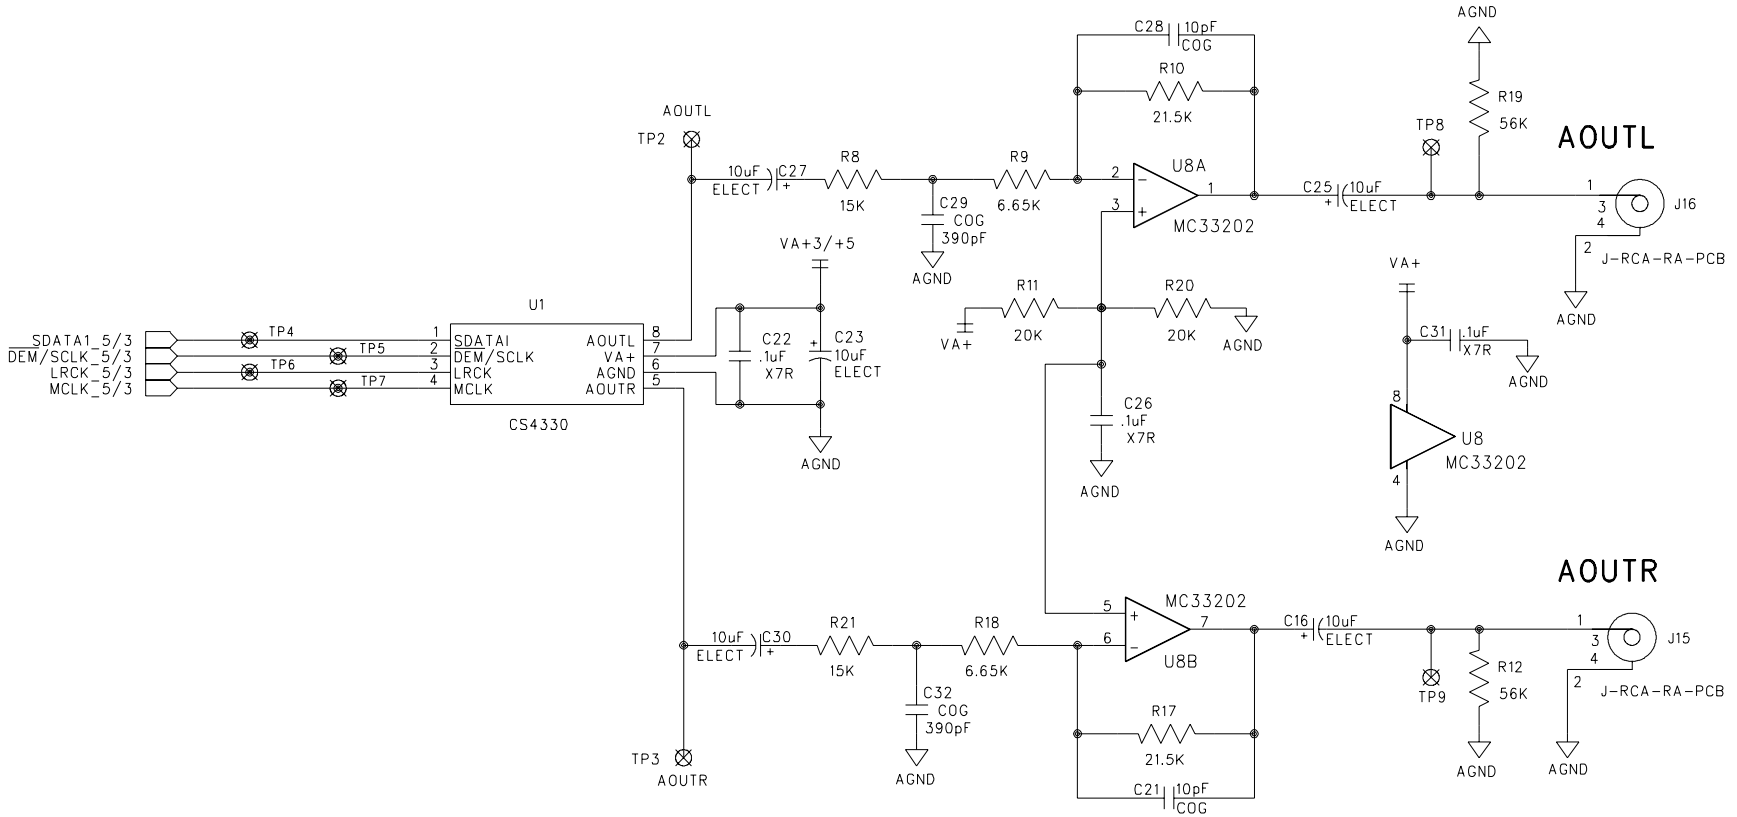 AGND
C28 10pF
COG
R10
21.5K
R19
56K
TP8
AOUTL
AOUTL
TP2
10uF C27
ELECT +
R8
15K
R9
6.65K
C29
COG
390pF
AGND
U8A
2 -
3 +
1
MC33202
C25 10uF
+ ELECT
1
3
4
2
J16
J-RCA-RA-PCB
AGND
VA+3/+5
R11
20K
VA+
R20
20K
AGND
VA+
C31 .1uF
X7R
AGND
U1
SDATA1_5/3
DEM/SCLK_5/3
LRCK_5/3
MCLK_5/3
TP4
TP5
TP6
TP7
1 SDATAI
2 DEM/SCLK
3 LRCK
4 MCLK
AOUTL 8
VA+ 7
AGND 6
AOUTR 5
CS4330
C22
.1uF
X7R
+ C23
10uF
ELECT
AGND
C26
.1uF
X7R
AGND
8
U8
MC33202
4
AGND
AOUTR
10uF C30
ELECT +
R21
15K
R18
6.65K
C32
COG
390pF
AGND
TP3
AOUTR
MC33202
5 +
6 -
7
U8B
R17
21.5K
C21 10pF
COG
C16 10uF
+ ELECT
TP9
R12
56K
AGND
1
3
4
2
J15
J-RCA-RA-PCB
AGND